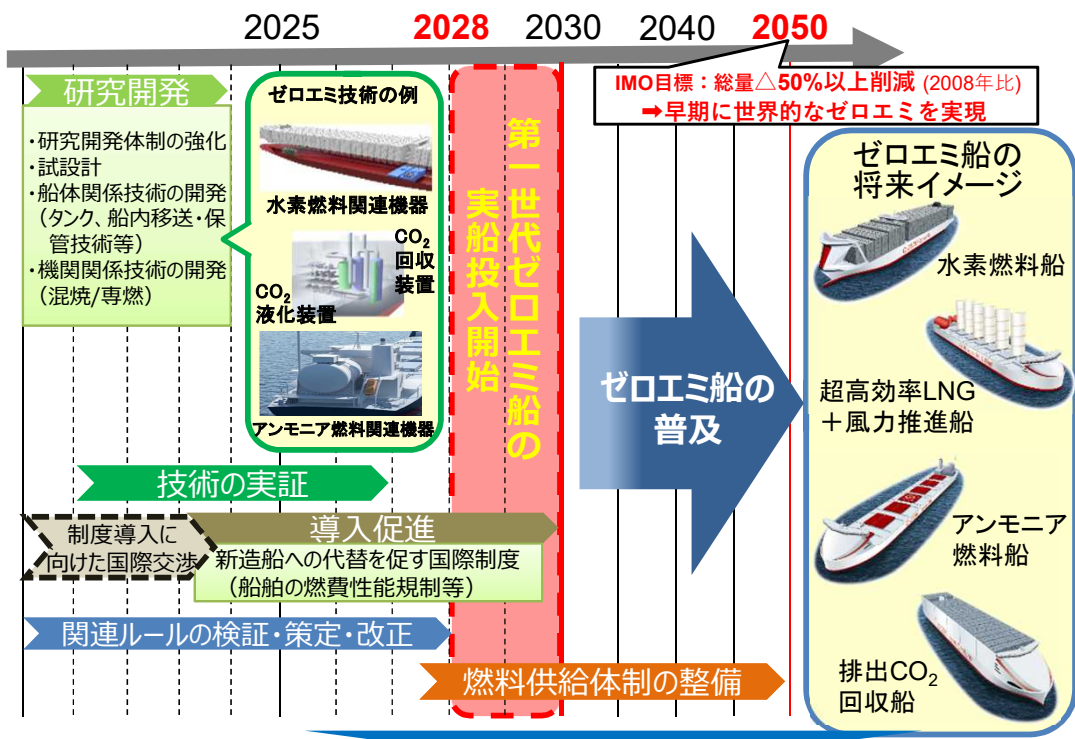 2025
2028
2030
2040
2050
IMO目標：総量△50%以上削減 (2008年比)
➡早期に世界的なゼロエミを実現
研究開発
・研究開発体制の強化
・試設計
・船体関係技術の開発
（タンク、船内移送・保
管技術等）
・機関関係技術の開発
（混焼/専燃）
ゼロエミ技術の例
水素燃料関連機器
CO2
回収
装置
CO2
液化装置
アンモニア燃料関連機器
第一世代ゼロエミ船の
実船投入開始
ゼロエミ船の
普及
ゼロエミ船の
将来イメージ
水素燃料船
超高効率LNG
＋風力推進船
アンモニア
燃料船
排出CO2
回収船
技術の実証
制度導入に
向けた国際交渉
導入促進
新造船への代替を促す国際制度
（船舶の燃費性能規制等）
関連ルールの検証・策定・改正
燃料供給体制の整備